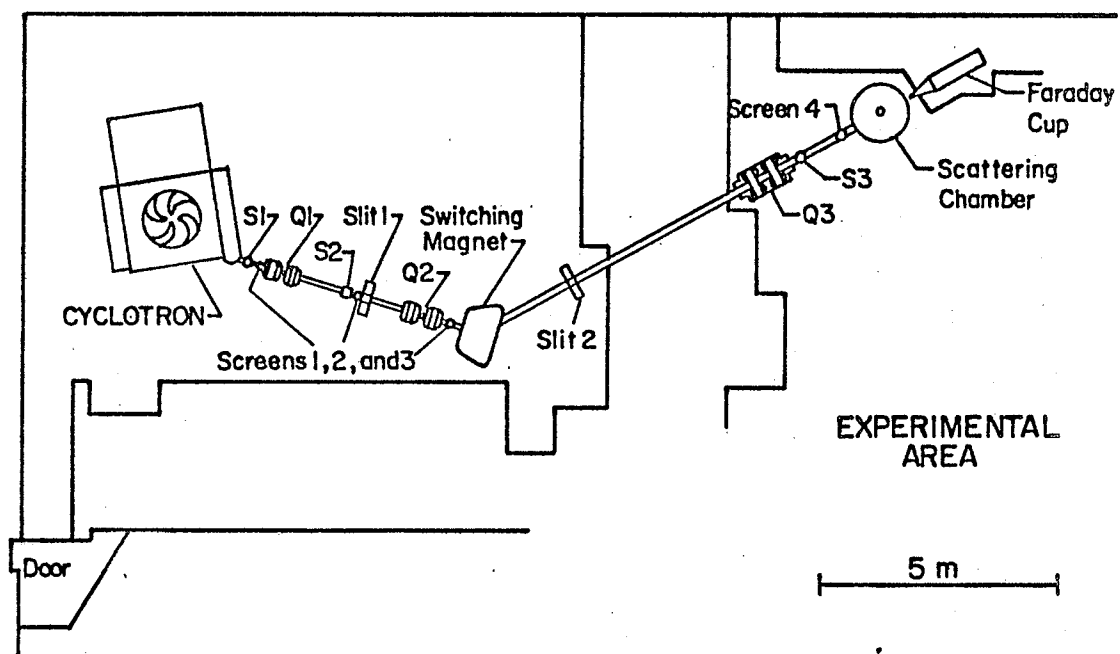 Screen 4
Faraday
Cup
Scattering
Chamber
S3
Q3
S1
Q1
Slit 1
Switching
Magnet
S2
Q2
CYCLOTRON
Slit 2
Screens 1, 2, and 3
EXPERIMENTAL
AREA
Door
5 m